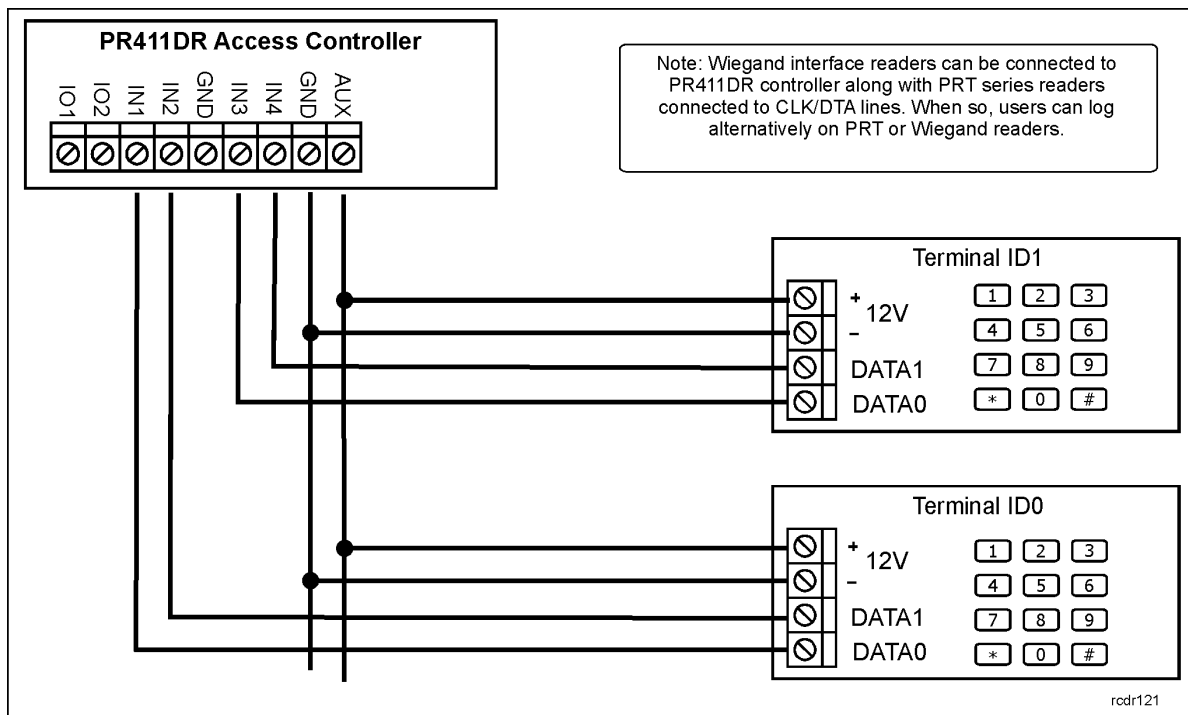 PR411DR Access Controller
IO1 IO2 IN1 IN2 GND IN3 IN4 GND AUX
Note: Wiegand interface readers can be connected to
PR411DR controller along with PRT series readers
connected to CLK/DTA lines. When so, users can log
alternatively on PRT or Wiegand readers.
Terminal ID1
+
12V
–
DATA1
DATA0
1 2 3
4 5 6
7 8 9
* 0 #
Terminal ID0
+
12V
–
DATA1
DATA0
1 2 3
4 5 6
7 8 9
* 0 #
rcdr121